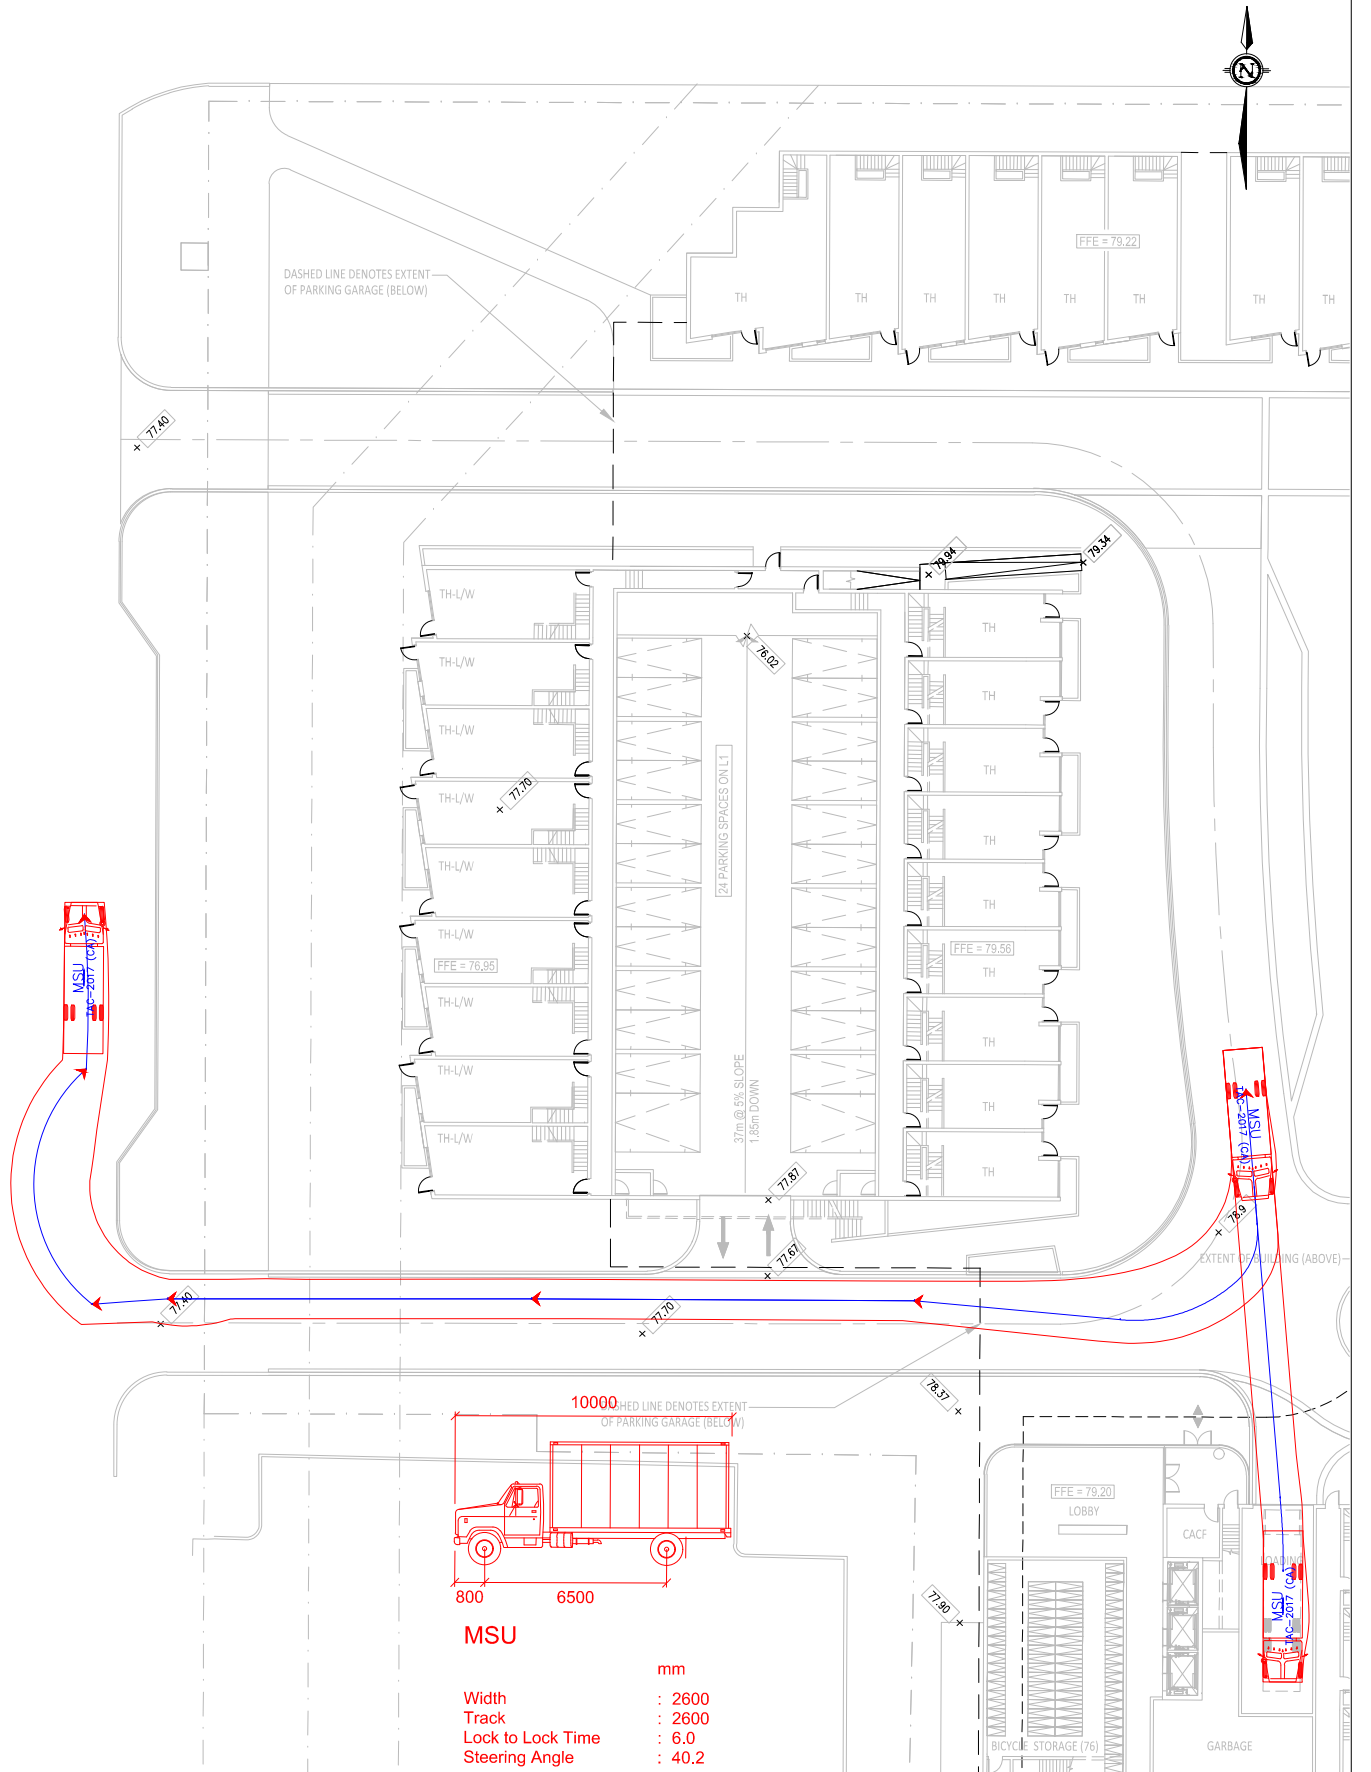 N
FFE = 79.22
DASHED LINE DENOTES EXTENT
OF PARKING GARAGE (BELOW)
TH
TH
TH
TH
TH
TH
TH
TH
77.40
79.94
79.34
TH-L/W
TH
76.02
TH-L/W
TH
TH-L/W
TH
77.70
TH-L/W
24 PARKING SPACES ON L1
TH
TH-L/W
TH
TH-L/W
FFE = 76.95
FFE = 79.56
TH
TH-L/W
TH
TH-L/W
37m @ 5% SLOPE
1.85m DOWN
TH
TH-L/W
TH
MSU
TAC-2017 (CA)
MSU
TAC-2017 (CA)
77.87
78.9
77.67
EXTENT OF BUILDING (ABOVE)
77.40
77.70
78.37
DASHED LINE DENOTES EXTENT
OF PARKING GARAGE (BELOW)
10000
800
6500
FFE = 79.20
LOBBY
CACF
LOADING
MSU
TAC-2017 (CA)
77.90
MSU
mm
Width : 2600
Track : 2600
Lock to Lock Time : 6.0
Steering Angle : 40.2
BICYCLE STORAGE (76)
GARBAGE